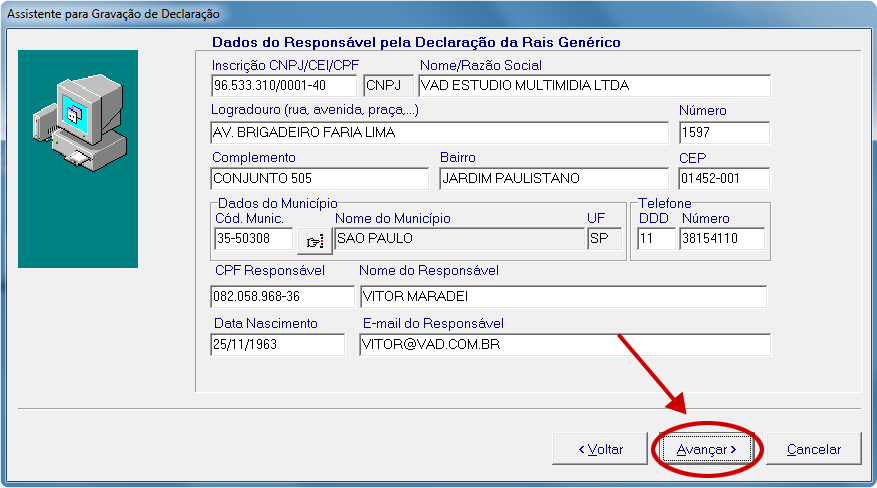 Assistente para Gravação de Declaração
Dados do Responsável pela Declaração da Rais Genérico
Inscrição CNPJ/CEI/CPF Nome/Razão Social
96.533.310/0001-40 CNPJ VAD ESTUDIO MULTIMIDIA LTDA
Logradouro (rua, avenida, praça,...) Número
AV. BRIGADEIRO FARIA LIMA 1597
Complemento Bairro CEP
CONJUNTO 505 JARDIM PAULISTANO 01452-001
Dados do Município Telefone
Cód. Munic. Nome do Município UF DDD Número
35-50308 SAO PAULO SP 11 38154110
CPF Responsável Nome do Responsável
082.058.968-36 VITOR MARADEI
Data Nascimento E-mail do Responsável
25/11/1963 VITOR@VAD.COM.BR
< Voltar Avançar > Cancelar